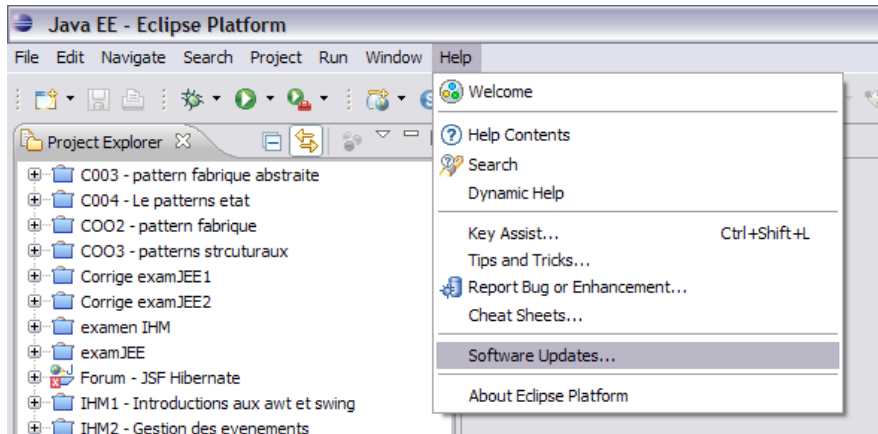 Java EE - Eclipse Platform
File Edit Navigate Search Project Run Window Help
Welcome
Help Contents
Search
Dynamic Help
Key Assist... Ctrl+Shift+L
Tips and Tricks...
Report Bug or Enhancement...
Cheat Sheets...
Software Updates...
About Eclipse Platform
Project Explorer
C003 - pattern fabrique abstraite
C004 - Le patterns etat
COO2 - pattern fabrique
COO3 - patterns strcuturaux
Corrige examJEE1
Corrige examJEE2
examen IHM
examJEE
Forum - JSF Hibernate
IHM1 - Introductions aux awt et swing
IHM2 - Gestion des evenements